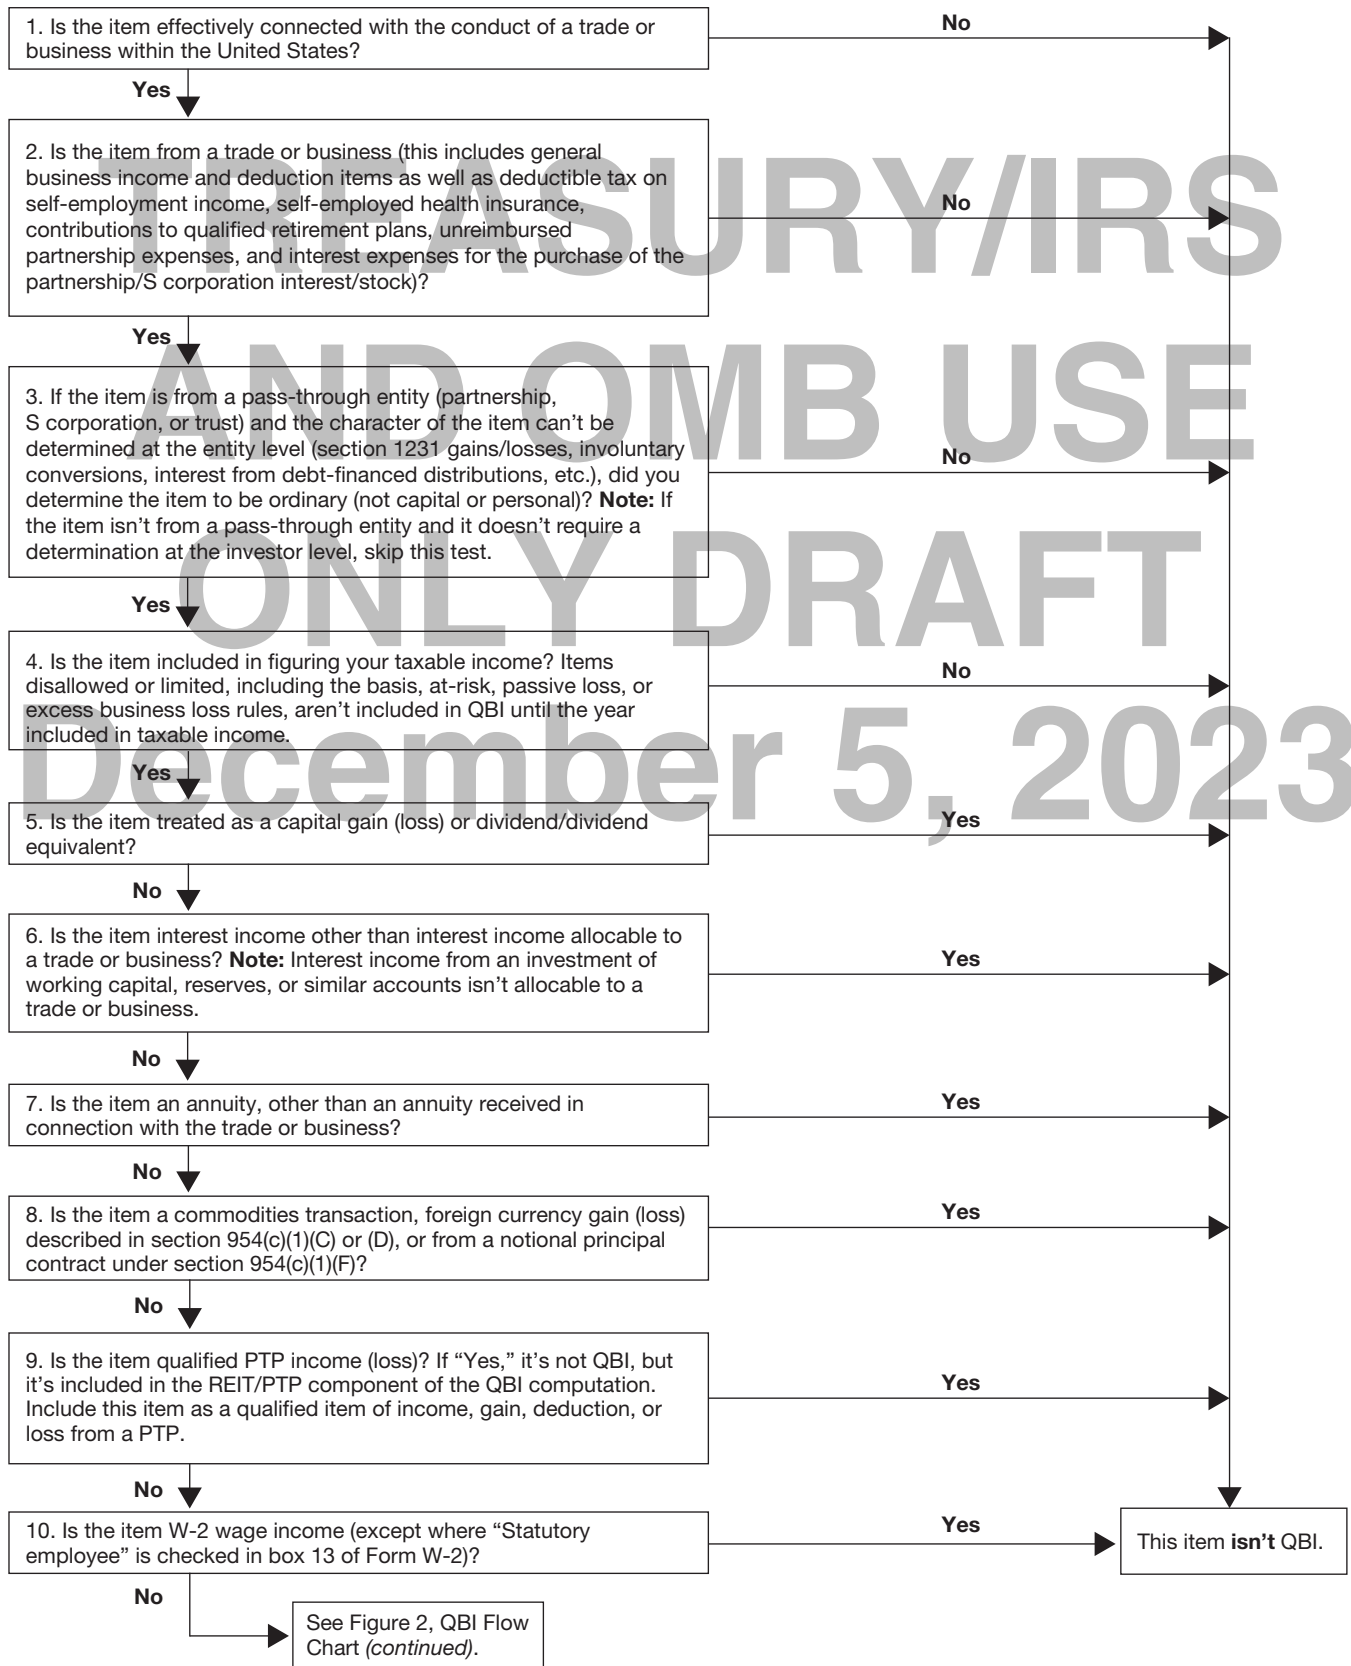 1. Is the item effectively connected with the conduct of a trade or
business within the United States?
No
Yes
2. Is the item from a trade or business (this includes general
business income and deduction items as well as deductible tax on
self-employment income, self-employed health insurance,
contributions to qualified retirement plans, unreimbursed
partnership expenses, and interest expenses for the purchase of the
partnership/S corporation interest/stock)?
No
Yes
TREASURY/IRS
3. If the item is from a pass-through entity (partnership,
S corporation, or trust) and the character of the item can’t be
determined at the entity level (section 1231 gains/losses, involuntary
conversions, interest from debt-financed distributions, etc.), did you
determine the item to be ordinary (not capital or personal)? Note: If
the item isn’t from a pass-through entity and it doesn’t require a
determination at the investor level, skip this test.
No
Yes
AND OMB USE
ONLY DRAFT
4. Is the item included in figuring your taxable income? Items
disallowed or limited, including the basis, at-risk, passive loss, or
excess business loss rules, aren’t included in QBI until the year
included in taxable income.
No
Yes
December 5, 2023
5. Is the item treated as a capital gain (loss) or dividend/dividend
equivalent?
Yes
No
6. Is the item interest income other than interest income allocable to
a trade or business? Note: Interest income from an investment of
working capital, reserves, or similar accounts isn’t allocable to a
trade or business.
Yes
No
7. Is the item an annuity, other than an annuity received in
connection with the trade or business?
Yes
No
8. Is the item a commodities transaction, foreign currency gain (loss)
described in section 954(c)(1)(C) or (D), or from a notional principal
contract under section 954(c)(1)(F)?
Yes
No
9. Is the item qualified PTP income (loss)? If “Yes,” it’s not QBI, but
it’s included in the REIT/PTP component of the QBI computation.
Include this item as a qualified item of income, gain, deduction, or
loss from a PTP.
Yes
No
10. Is the item W-2 wage income (except where “Statutory
employee” is checked in box 13 of Form W-2)?
Yes
This item isn’t QBI.
No
See Figure 2, QBI Flow
Chart (continued).